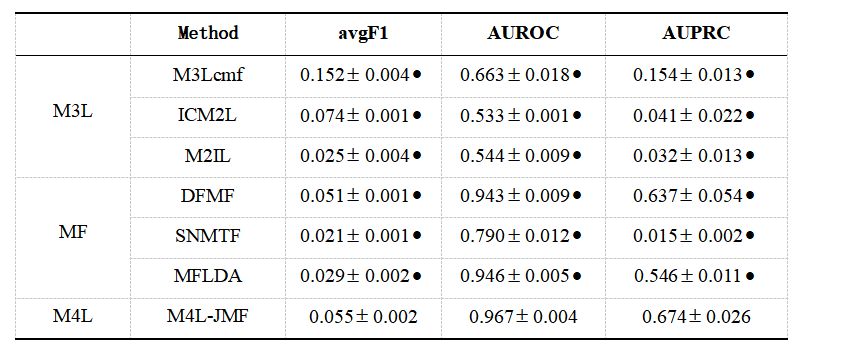 Method avgF1 AUROC AUPRC
M3L M3Lcmf 0.152± 0.004● 0.663± 0.018● 0.154± 0.013●
ICM2L 0.074± 0.001● 0.533± 0.001● 0.041± 0.022●
M2IL 0.025± 0.004● 0.544± 0.009● 0.032± 0.013●
MF DFMF 0.051± 0.001● 0.943± 0.009● 0.637± 0.054●
SNMTF 0.021± 0.001● 0.790± 0.012● 0.015± 0.002●
MFLDA 0.029± 0.002● 0.946± 0.005● 0.546± 0.011●
M4L M4L-JMF 0.055± 0.002 0.967± 0.004 0.674± 0.026